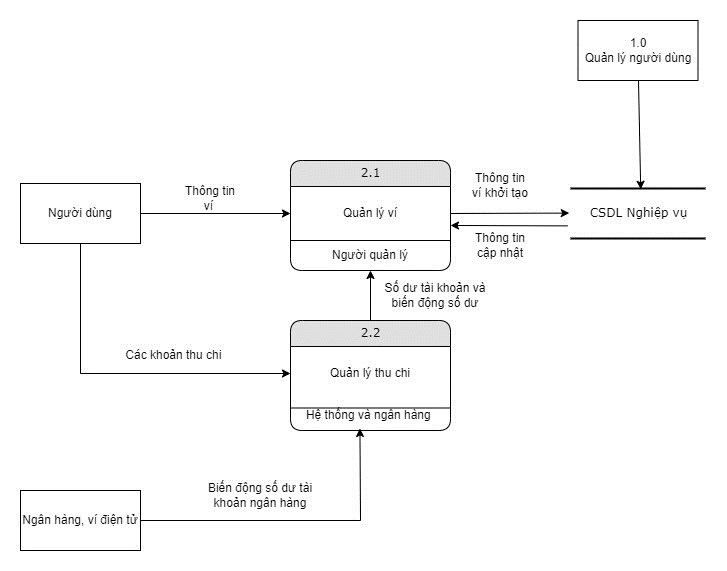 1.0
Quản lý người dùng
2.1
Thông tin
ví khởi tạo
Thông tin
ví
Người dùng
Quản lý ví
CSDL Nghiệp vụ
Thông tin
cập nhật
Người quản lý
Số dư tài khoản và
biến động số dư
2.2
Các khoản thu chi
Quản lý thu chi
Hệ thống và ngân hàng
Biến động số dư tài
khoản ngân hàng
Ngân hàng, ví điện tử